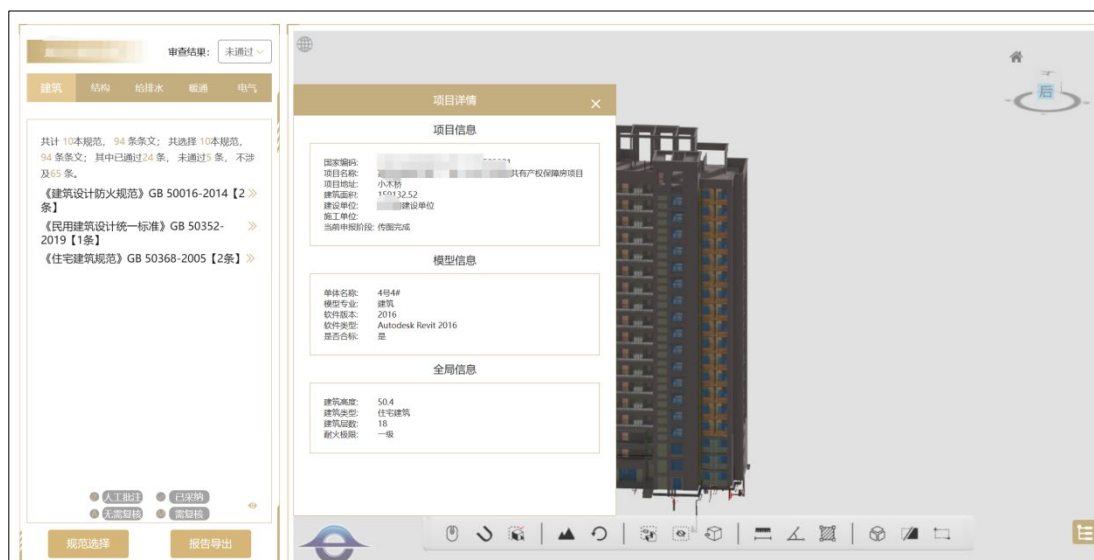 审查结果: 未通过
建筑 结构 给排水 暖通 电气
共计 10本规范, 94 条条文; 共选择 10本规范,
94 条条文; 其中已通过24 条, 未通过5 条, 不涉
及65 条。
《建筑设计防火规范》GB 50016-2014【2
条】
《民用建筑设计统一标准》GB 50352-
2019【1条】
《住宅建筑规范》GB 50368-2005【2条】
人工批注 已采纳
无需复核 需复核
规范选择 报告导出
项目详情
项目信息
国家编码:
项目名称: 共有产权保障房项目
项目地址: 小木桥
建筑面积: 159132.52
建设单位: 建设单位
施工单位:
当前申报阶段: 传图完成
模型信息
单体名称: 4号4#
模型专业: 建筑
软件版本: 2016
软件类型: Autodesk Revit 2016
是否合标: 是
全局信息
建筑高度: 50.4
建筑类型: 住宅建筑
建筑层数: 18
耐火极限: 一级
后